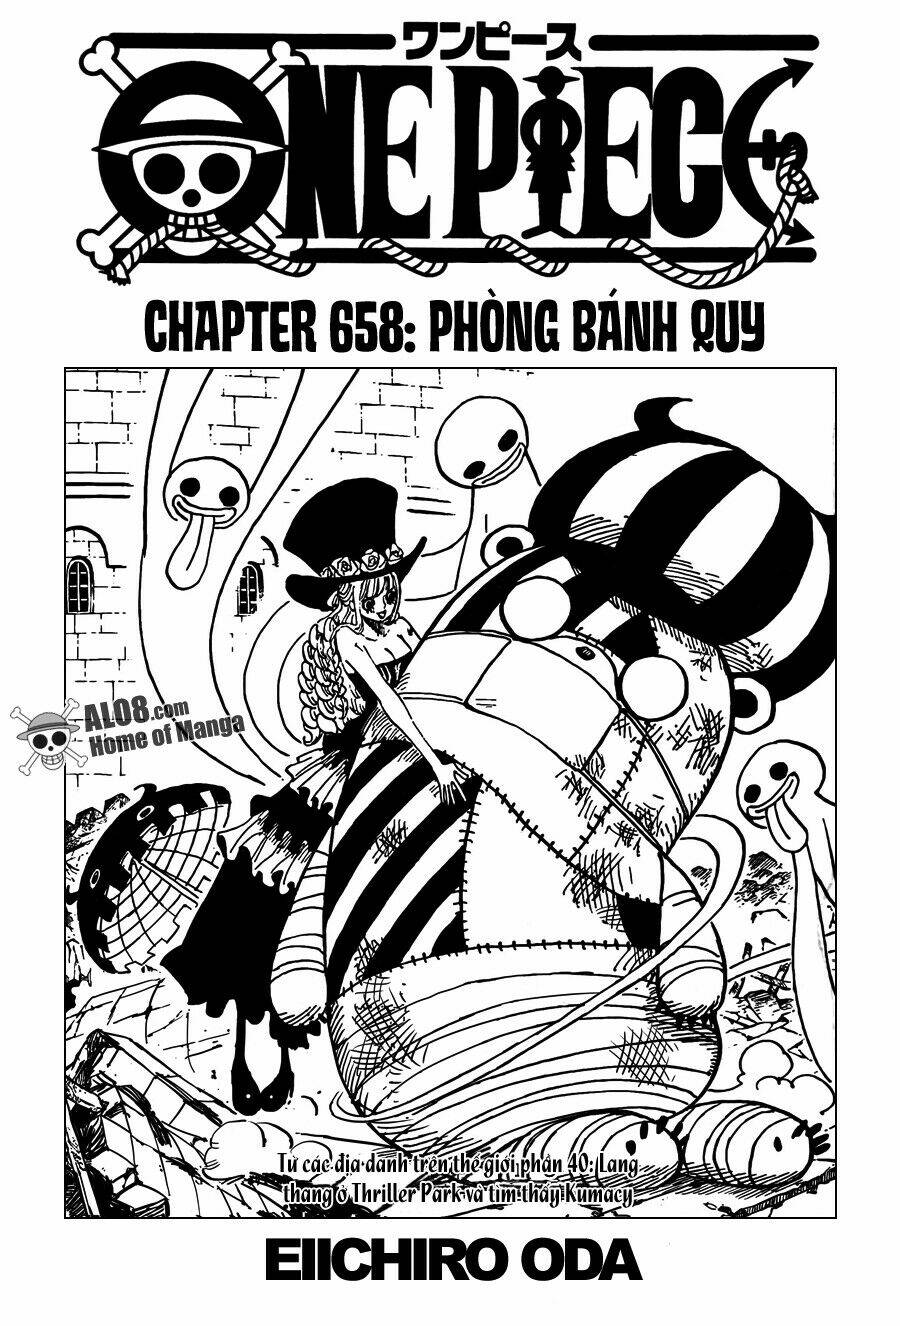 ワンピース
ONE PIECE
CHAPTER 658: PHÒNG BÁNH QUY
ALO8.com
Home of Manga
Từ các địa danh trên thế giới phần 40: Lang
thang ở Thriller Park và tìm thấy Kumacy
EIICHIRO ODA